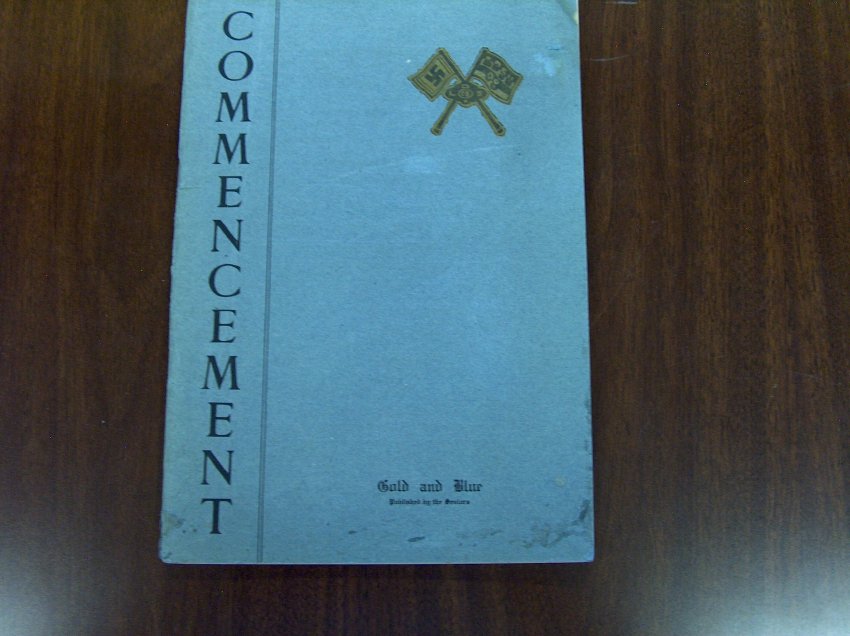 COMMENCEMENT
Gold and Blue
Published by the Seniors